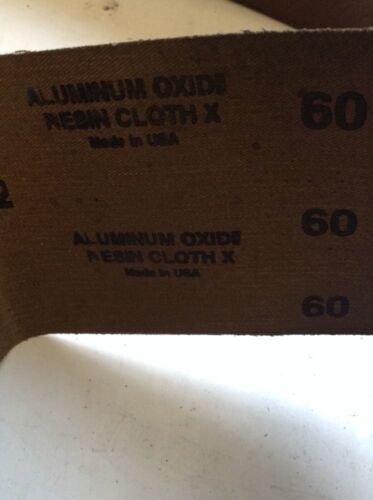 ALUMINUM OXIDE 60
RESIN CLOTH X
Made in USA
60
ALUMINUM OXIDE
RESIN CLOTH X
Made in USA
60